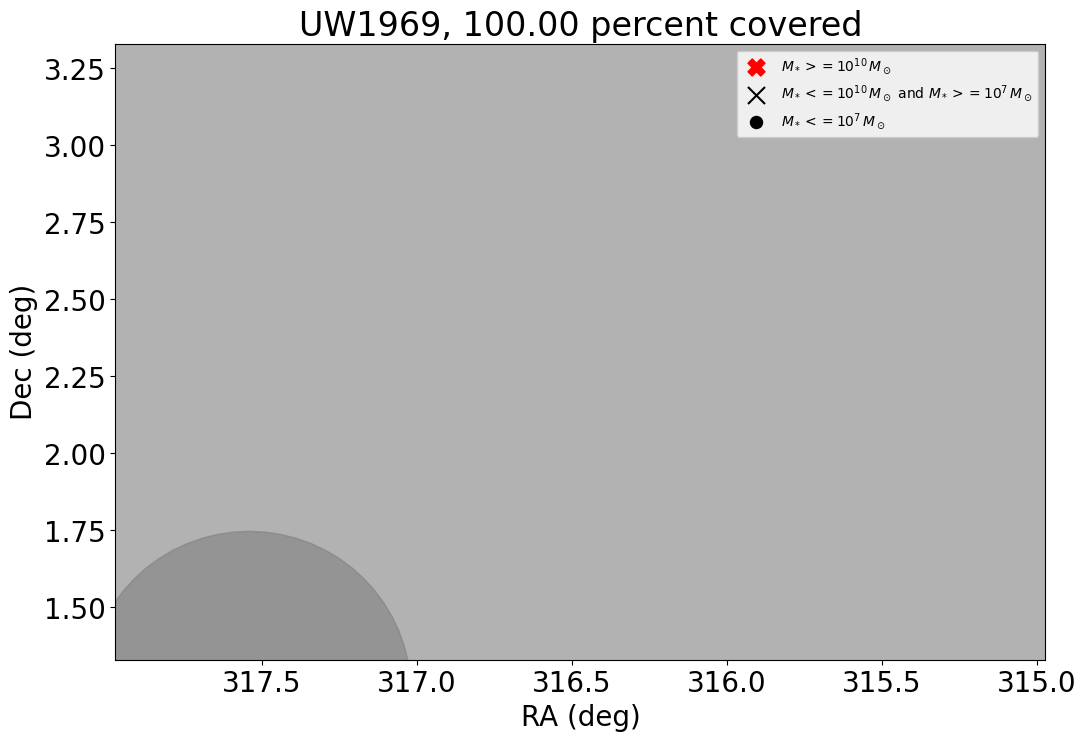 UW1969, 100.00 percent covered
M* >= 10^10 M⊙
M* <= 10^10 M⊙ and M* >= 10^7 M⊙
M* <= 10^7 M⊙
3.25
3.00
2.75
2.50
2.25
2.00
1.75
1.50
Dec (deg)
317.5 317.0 316.5 316.0 315.5 315.0
RA (deg)